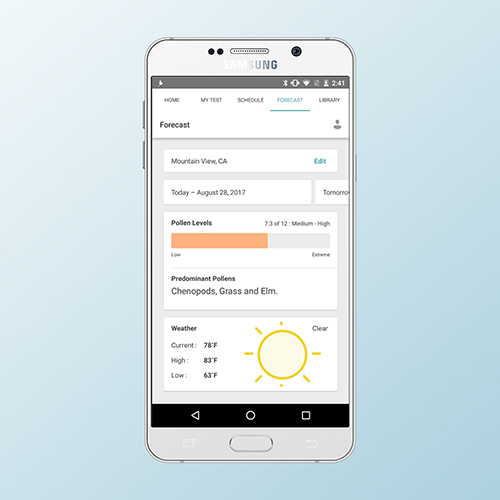 SAMSUNG
2:41
HOME MY TEST SCHEDULE FORECAST LIBRARY
Forecast
Mountain View, CA Edit
Today – August 28, 2017 Tomorrow
Pollen Levels 7.3 of 12 : Medium - High
Low Extreme
Predominant Pollens
Chenopods, Grass and Elm.
Weather Clear
Current : 78˚F
High : 83˚F
Low : 63˚F